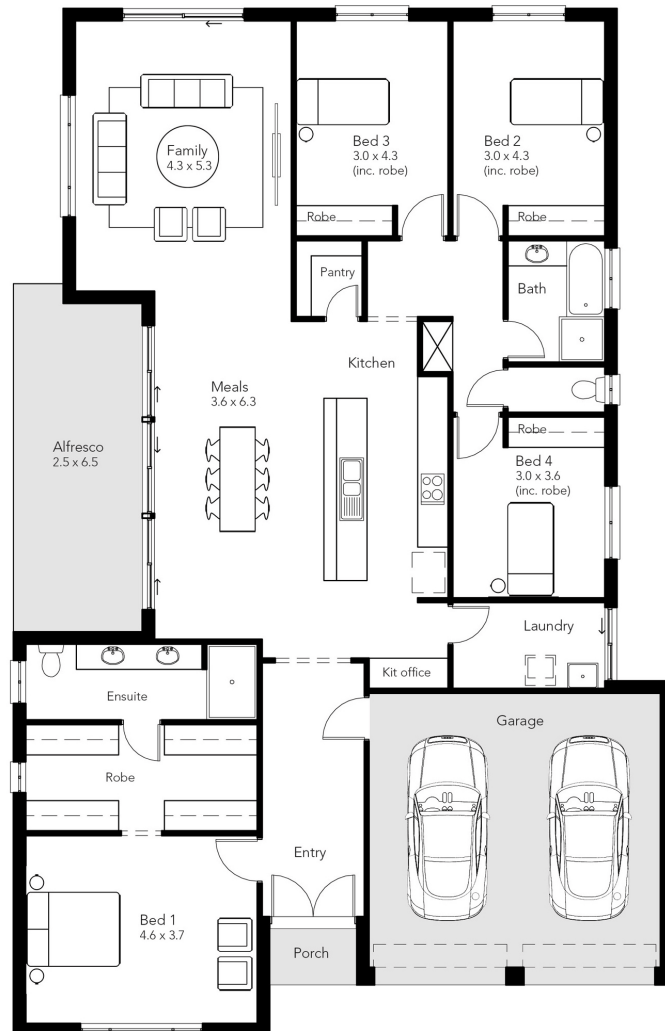 Family
4.3 x 5.3
Bed 3
3.0 x 4.3
(inc. robe)
Bed 2
3.0 x 4.3
(inc. robe)
Robe
Robe
Pantry
Bath
Kitchen
Meals
3.6 x 6.3
Alfresco
2.5 x 6.5
Robe
Bed 4
3.0 x 3.6
(inc. robe)
Laundry
Kit office
Ensuite
Garage
Robe
Entry
Bed 1
4.6 x 3.7
Porch